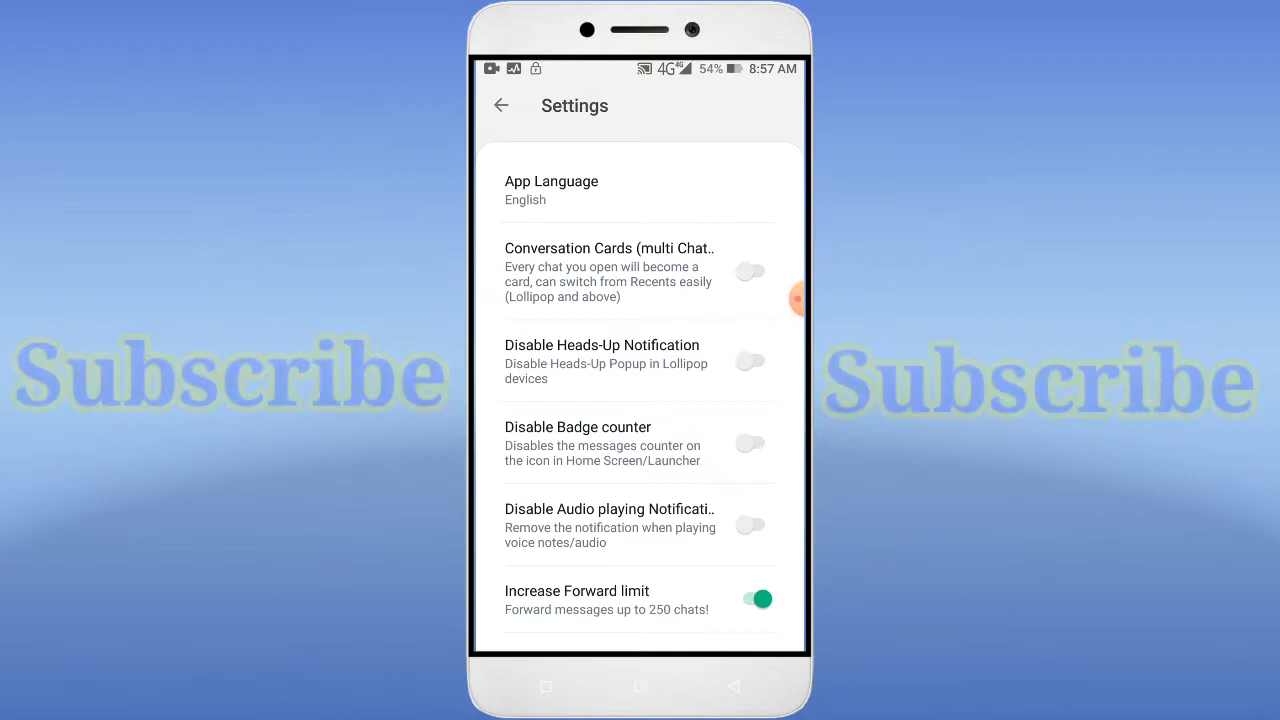 4G 4G 54% 8:57 AM
Settings
App Language
English
Conversation Cards (multi Chat..
Every chat you open will become a
card, can switch from Recents easily
(Lollipop and above)
Disable Heads-Up Notification
Disable Heads-Up Popup in Lollipop
devices
Subscribe
Subscribe
Disable Badge counter
Disables the messages counter on
the icon in Home Screen/Launcher
Disable Audio playing Notificati..
Remove the notification when playing
voice notes/audio
Increase Forward limit
Forward messages up to 250 chats!